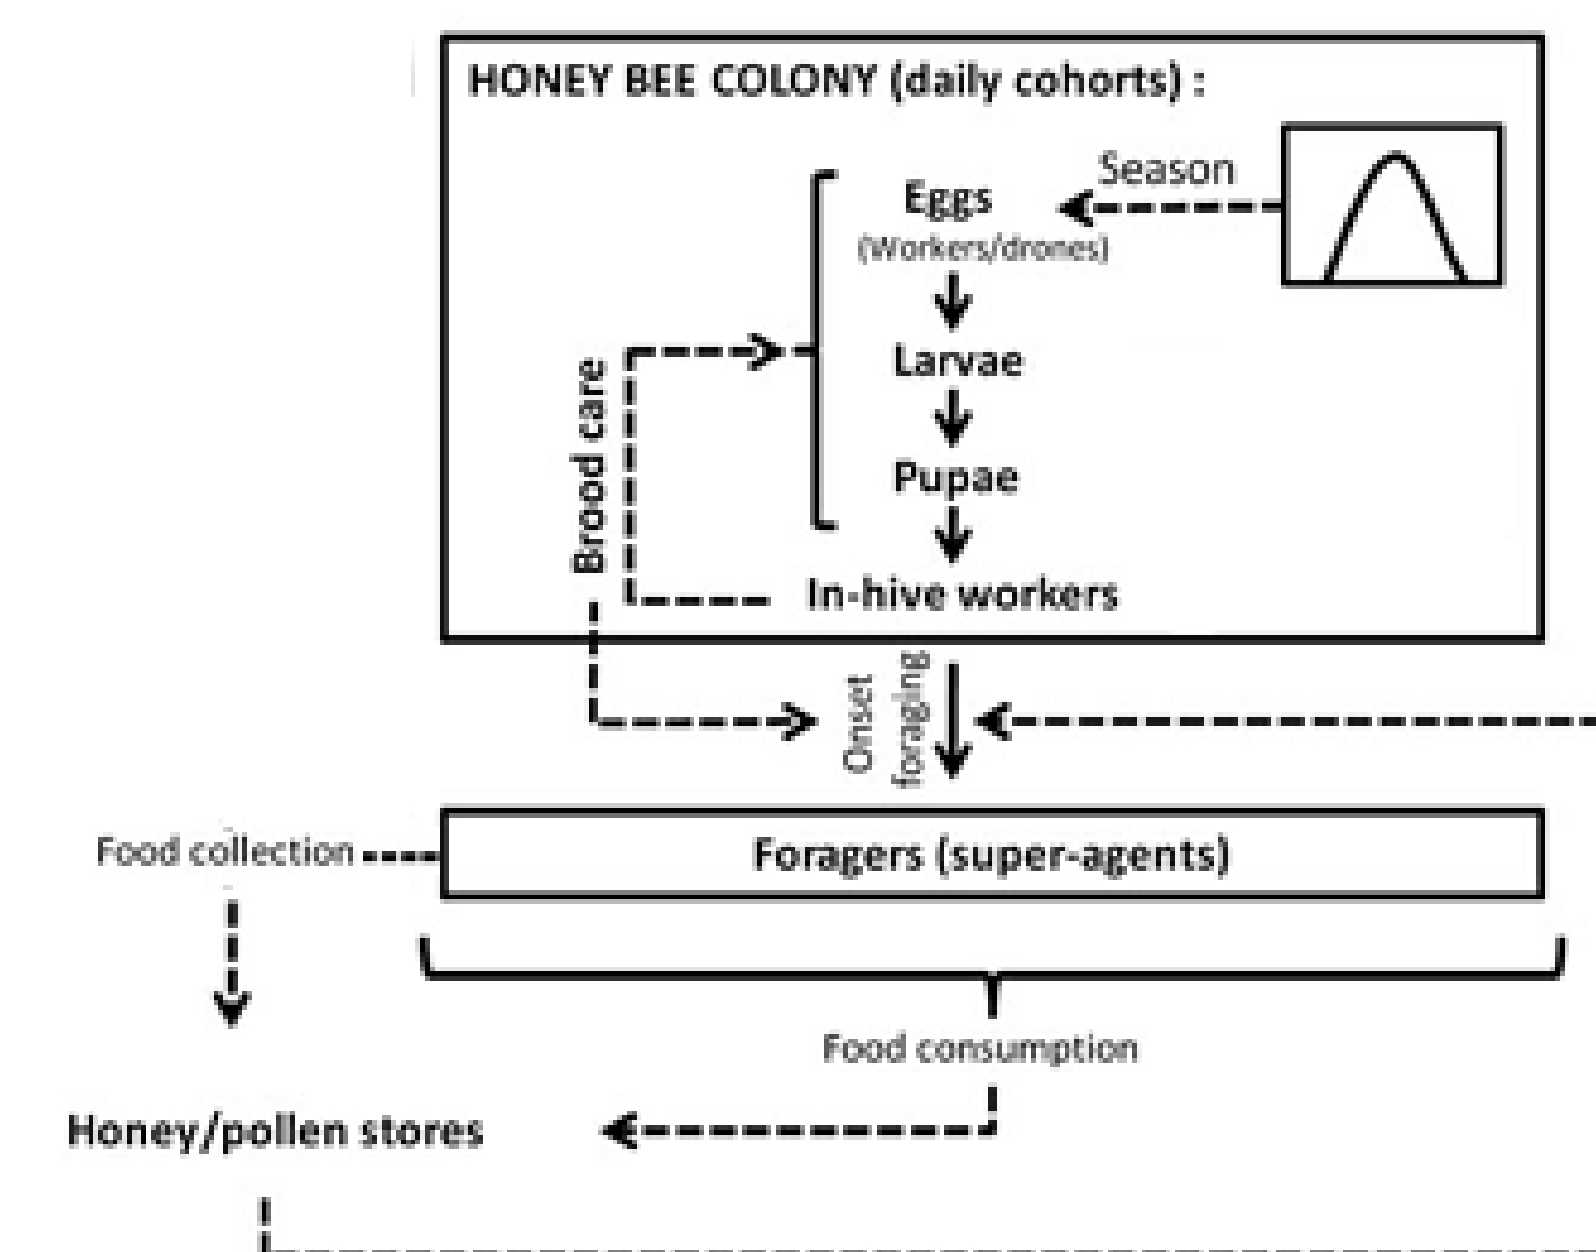 HONEY BEE COLONY (daily cohorts) :
Season
Eggs
(Workers/drones)
Larvae
Brood care
Pupae
In-hive workers
Onset
foraging
Food collection
Foragers (super-agents)
Food consumption
Honey/pollen stores